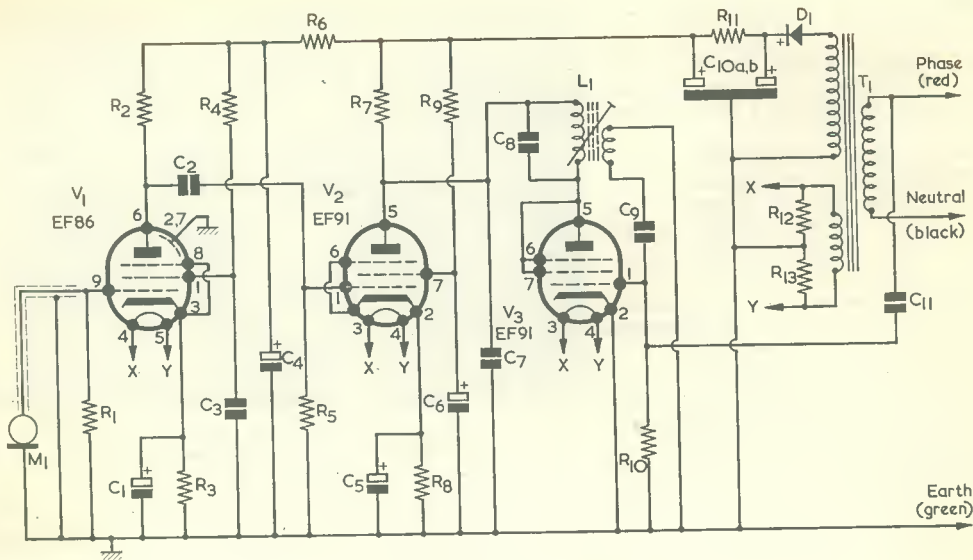 R6
R11
D1
C10a,b
Phase
(red)
T1
R2
R4
R7
R9
L1
C8
C2
V1
EF86
6
2,7
V2
EF91
5
5
C9
X
R12
Neutral
(black)
9
8
1
3
6
1
7
6
7
1
R13
Y
V3
EF91
C11
4
5
3
4
2
3
4
2
X
Y
X
Y
X
Y
C4
C7
M1
R1
C3
R5
C6
R10
C1
R3
C5
R8
Earth
(green)